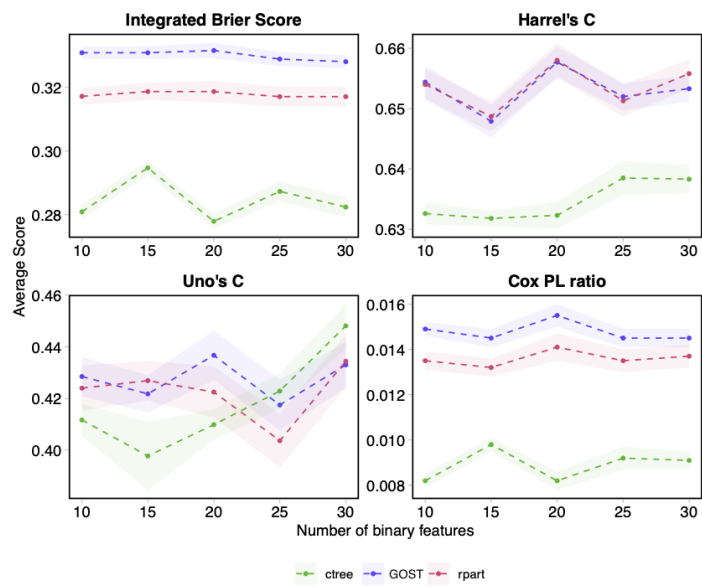 Integrated Brier Score
Harrel's C
0.32
0.30
0.28
10 15 20 25 30
0.66
0.65
0.64
0.63
10 15 20 25 30
Average Score
Uno's C
Cox PL ratio
0.46
0.44
0.42
0.40
10 15 20 25 30
0.016
0.014
0.012
0.010
0.008
10 15 20 25 30
Number of binary features
ctree GOST rpart